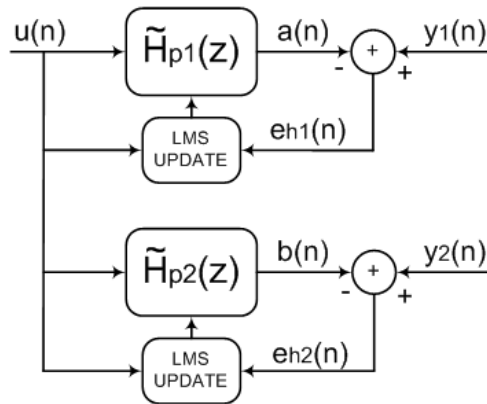 u(n)
H̃p1(z)
a(n)
y1(n)
-
+
+
LMS
UPDATE
eh1(n)
H̃p2(z)
b(n)
y2(n)
-
+
+
LMS
UPDATE
eh2(n)